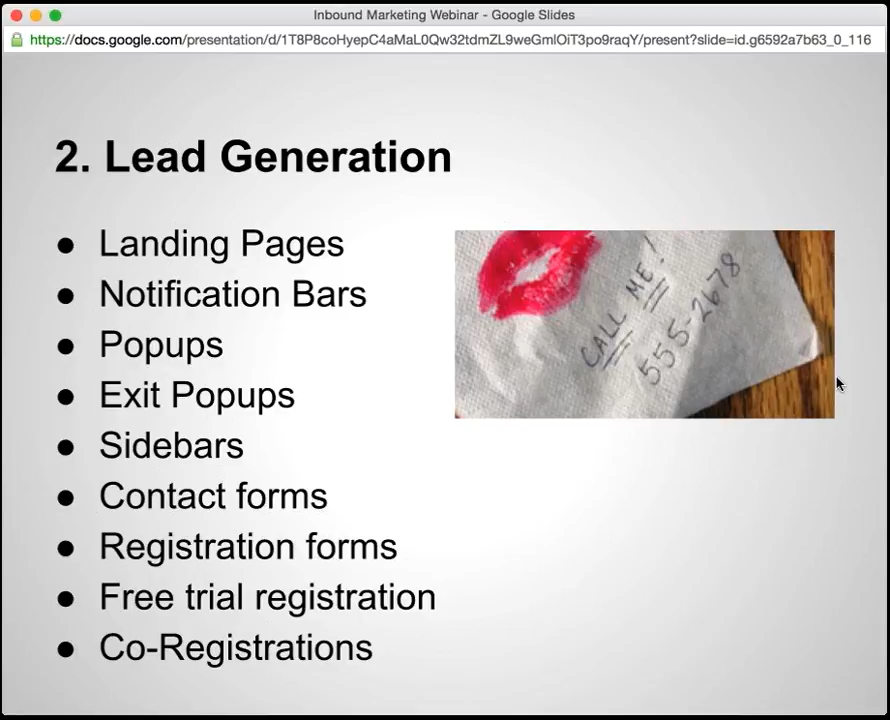 Inbound Marketing Webinar - Google Slides
https://docs.google.com/presentation/d/1T8P8coHyepC4aMaL0Qw32tdmZL9weGmlOiT3po9raqY/present?slide=id.g6592a7b63_0_116
2. Lead Generation
● Landing Pages
● Notification Bars
● Popups
● Exit Popups
● Sidebars
● Contact forms
● Registration forms
● Free trial registration
● Co-Registrations
CALL ME!
555-2678